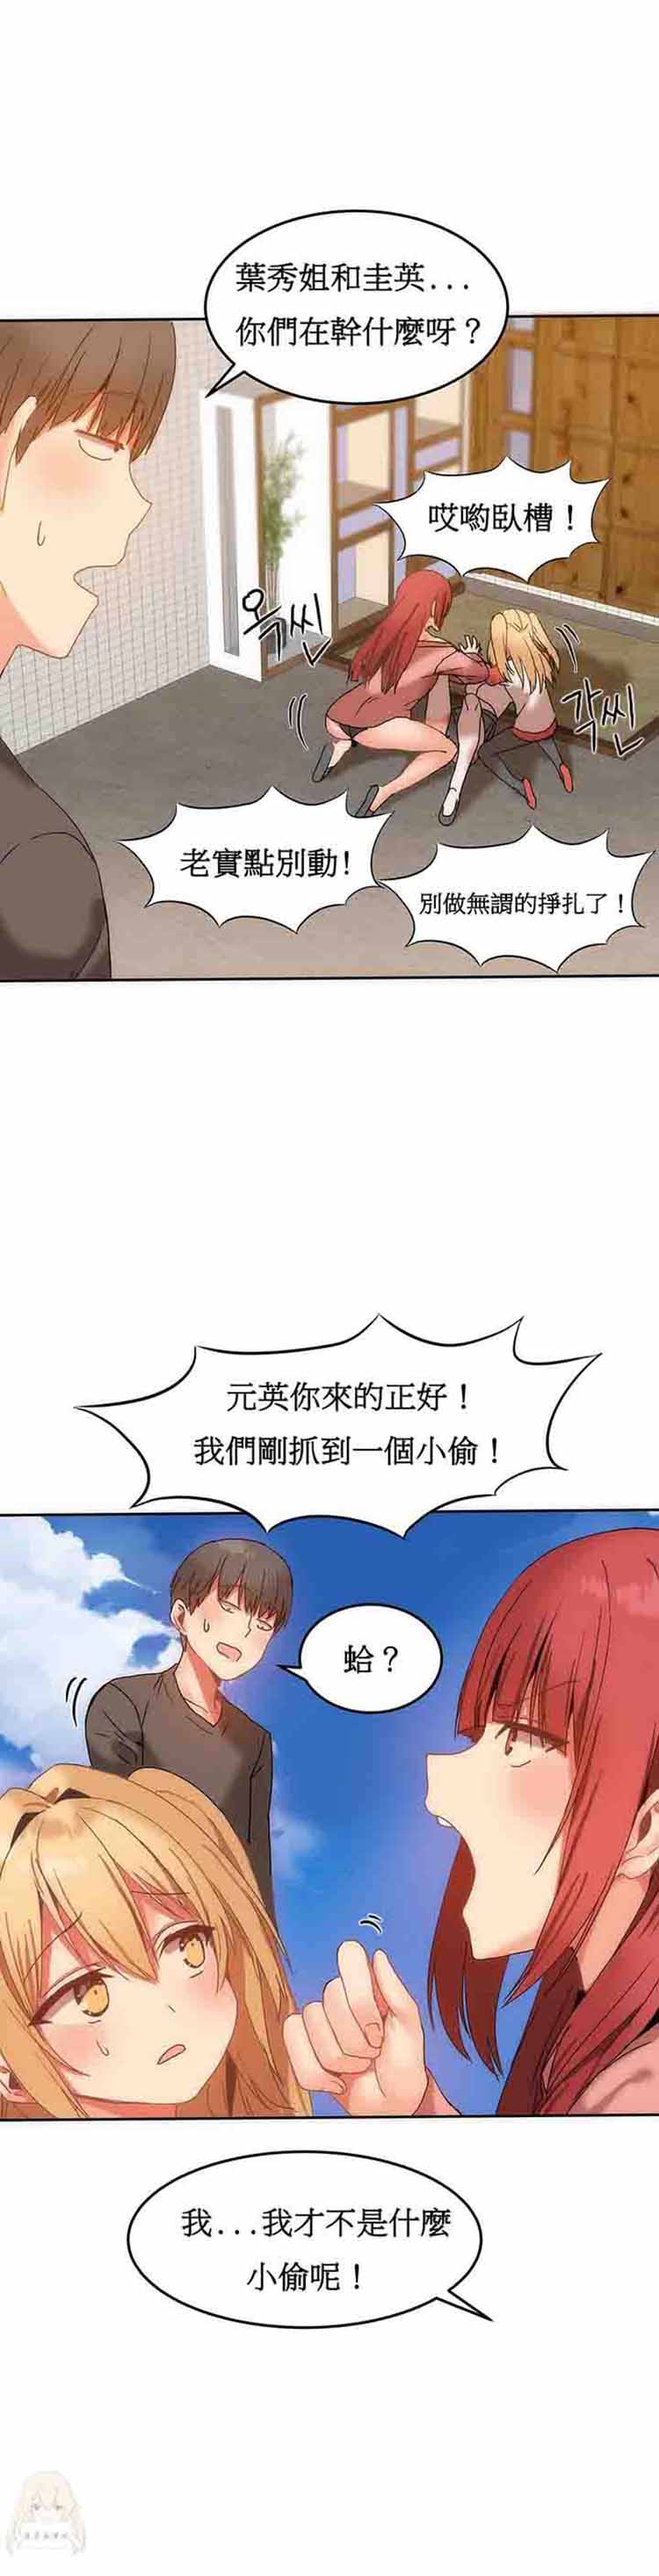 葉秀姐和圭英...
你們在幹什麼呀？
哎喲臥槽！
옥씬
각씬
老實點別動！
別做無謂的掙扎了！
元英你來的正好！
我們剛抓到一個小偷！
蛤？
我...我才不是什麼
小偷呢！